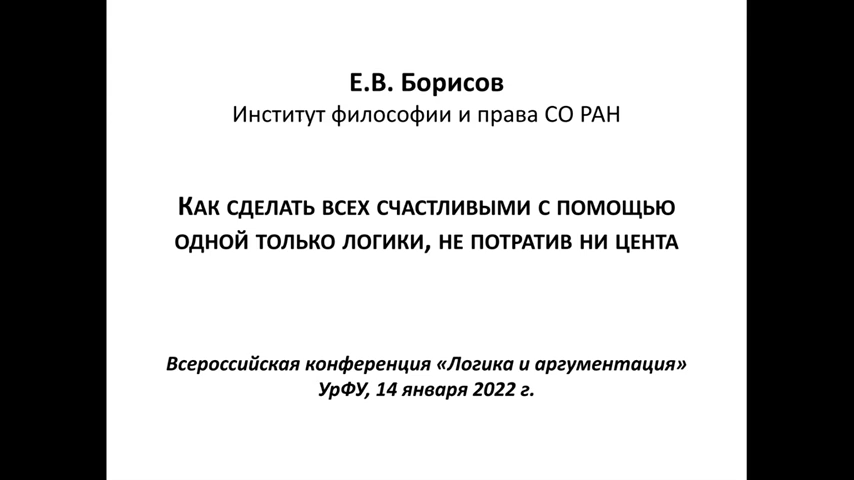 Е.В. Борисов
Институт философии и права СО РАН
Как сделать всех счастливыми с помощью
одной только логики, не потратив ни цента
Всероссийская конференция «Логика и аргументация»
УрФУ, 14 января 2022 г.